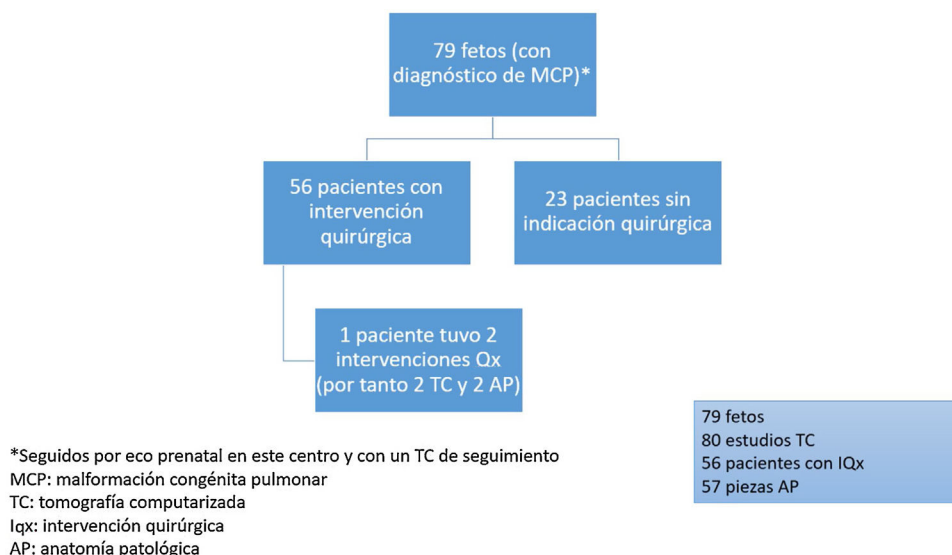 79 fetos (con
diagnóstico de MCP)*
56 pacientes con
intervención
quirúrgica
23 pacientes sin
indicación quirúrgica
1 paciente tuvo 2
intervenciones Qx
(por tanto 2 TC y 2 AP)
79 fetos
80 estudios TC
56 pacientes con IQx
57 piezas AP
*Seguidos por eco prenatal en este centro y con un TC de seguimiento
MCP: malformación congénita pulmonar
TC: tomografía computarizada
Iqx: intervención quirúrgica
AP: anatomía patológica